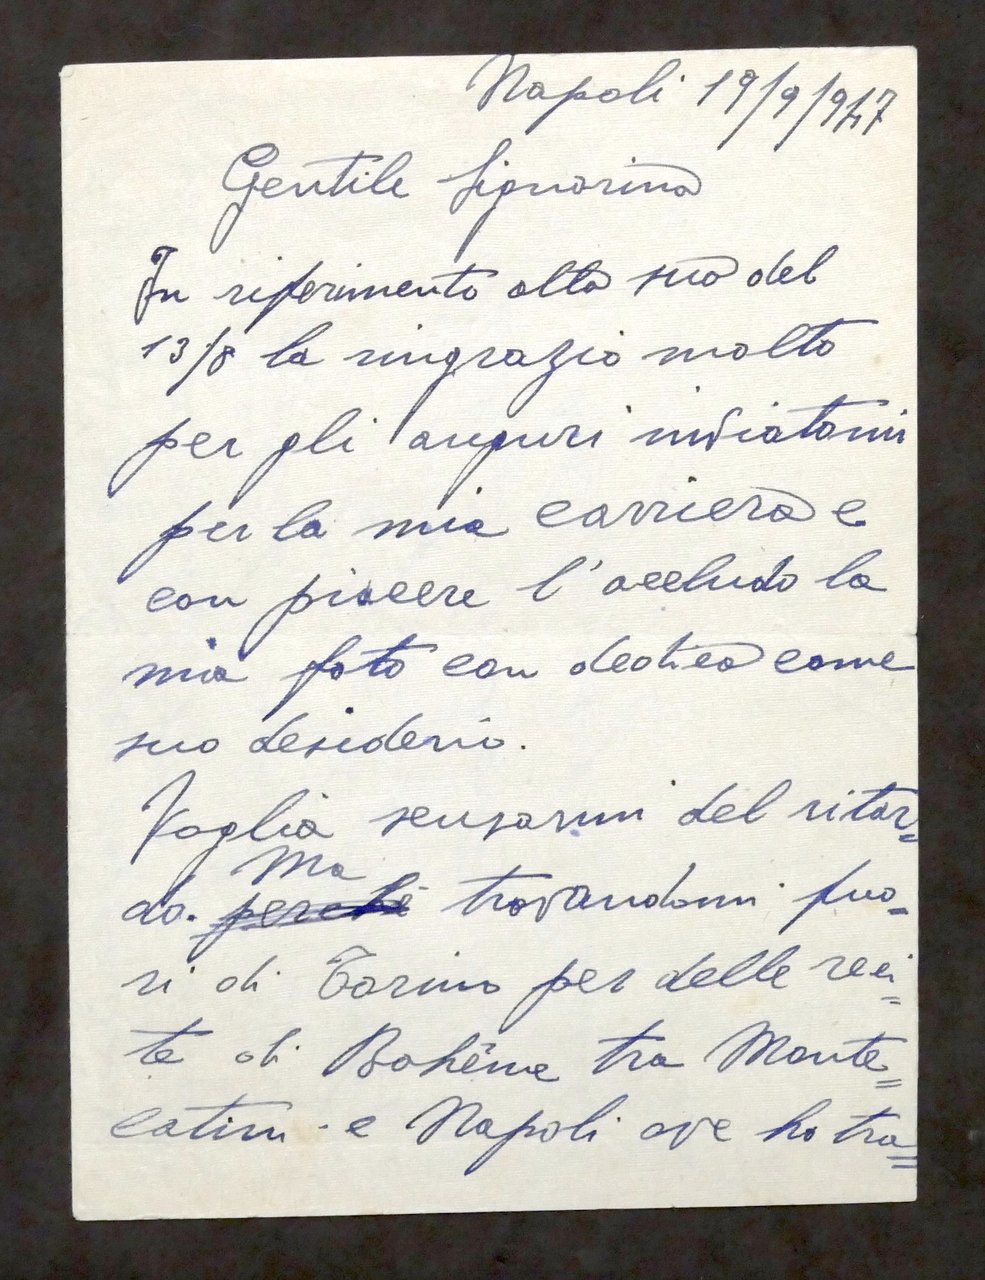 Napoli 19/9/947
Gentile Signorina
In riferimento alla sua del
13/8 la ringrazio molto
per gli auguri inviatomi
per la mia carriera e
con piacere l'accludo la
mia foto con dedica come
suo desiderio.
Voglia scusarmi del ritar=
do. perchè Ma trovandomi fuo=
ri di Torino per delle reci=
te di Bohême tra Monte=
catini e Napoli ove ho tra=